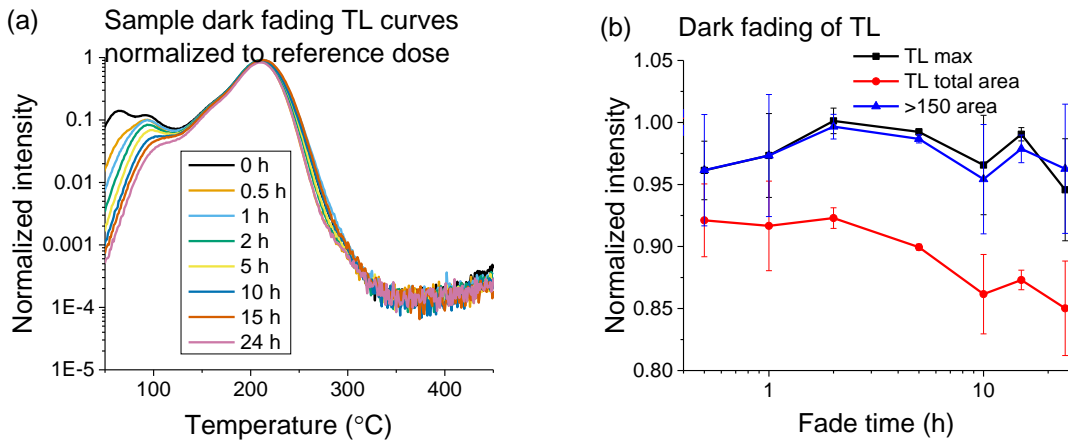 (a)
Sample dark fading TL curves
normalized to reference dose
Normalized intensity
1
0.1
0.01
0.001
1E-4
1E-5
0 h
0.5 h
1 h
2 h
5 h
10 h
15 h
24 h
100
200
300
400
Temperature (°C)
(b)
Dark fading of TL
TL max
TL total area
>150 area
Normalized intensity
1.05
1.00
0.95
0.90
0.85
0.80
1
10
Fade time (h)